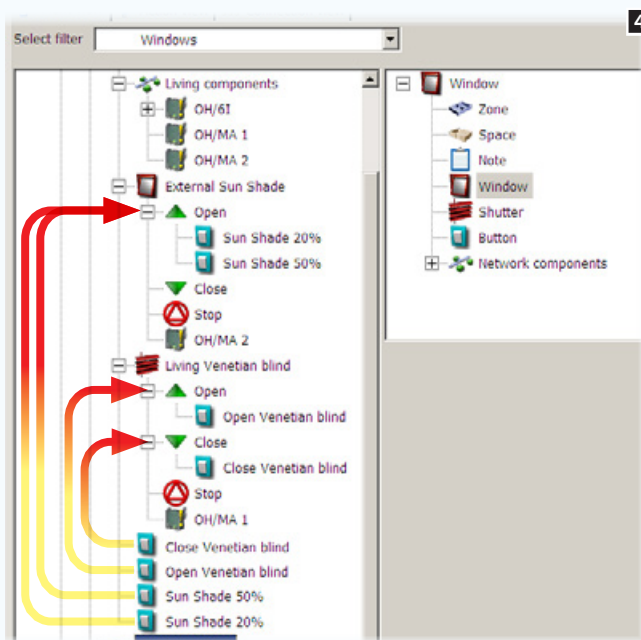 4
Select filter Windows
Living components
OH/6I
OH/MA 1
OH/MA 2
External Sun Shade
Open
Sun Shade 20%
Sun Shade 50%
Close
Stop
OH/MA 2
Living Venetian blind
Open
Open Venetian blind
Close
Close Venetian blind
Stop
OH/MA 1
Close Venetian blind
Open Venetian blind
Sun Shade 50%
Sun Shade 20%
Window
Zone
Space
Note
Window
Shutter
Button
Network components